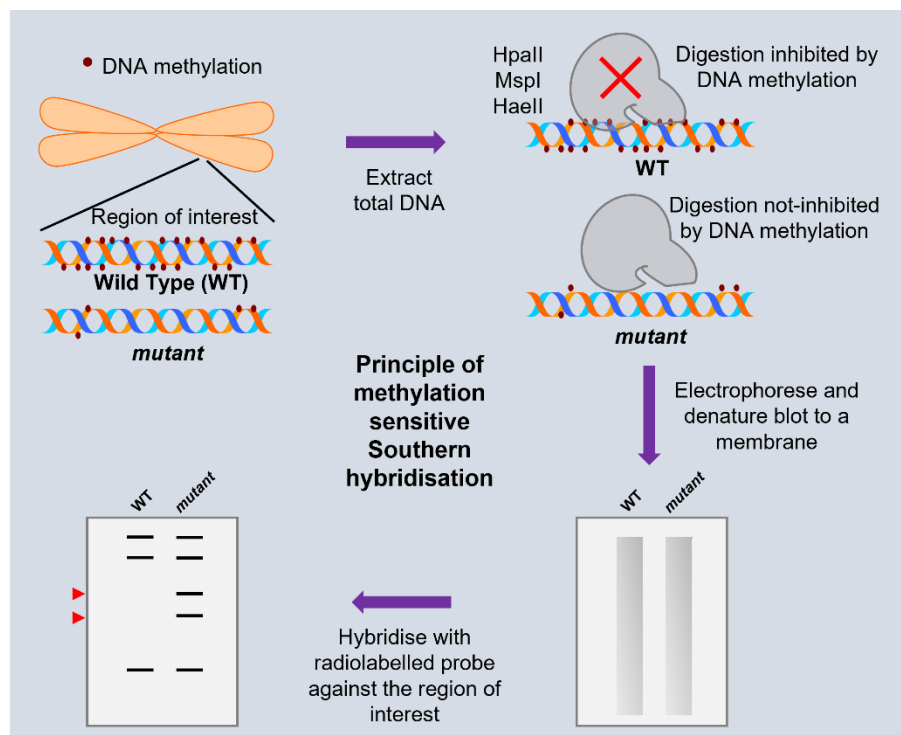 DNA methylation
Region of interest
Wild Type (WT)
mutant
Extract
total DNA
HpaII
MspI
HaeII
Digestion inhibited by
DNA methylation
WT
Digestion not-inhibited
by DNA methylation
mutant
Principle of
methylation
sensitive
Southern
hybridisation
Electrophorese and
denature blot to a
membrane
WT
mutant
Hybridise with
radiolabelled probe
against the region of
interest
WT
mutant